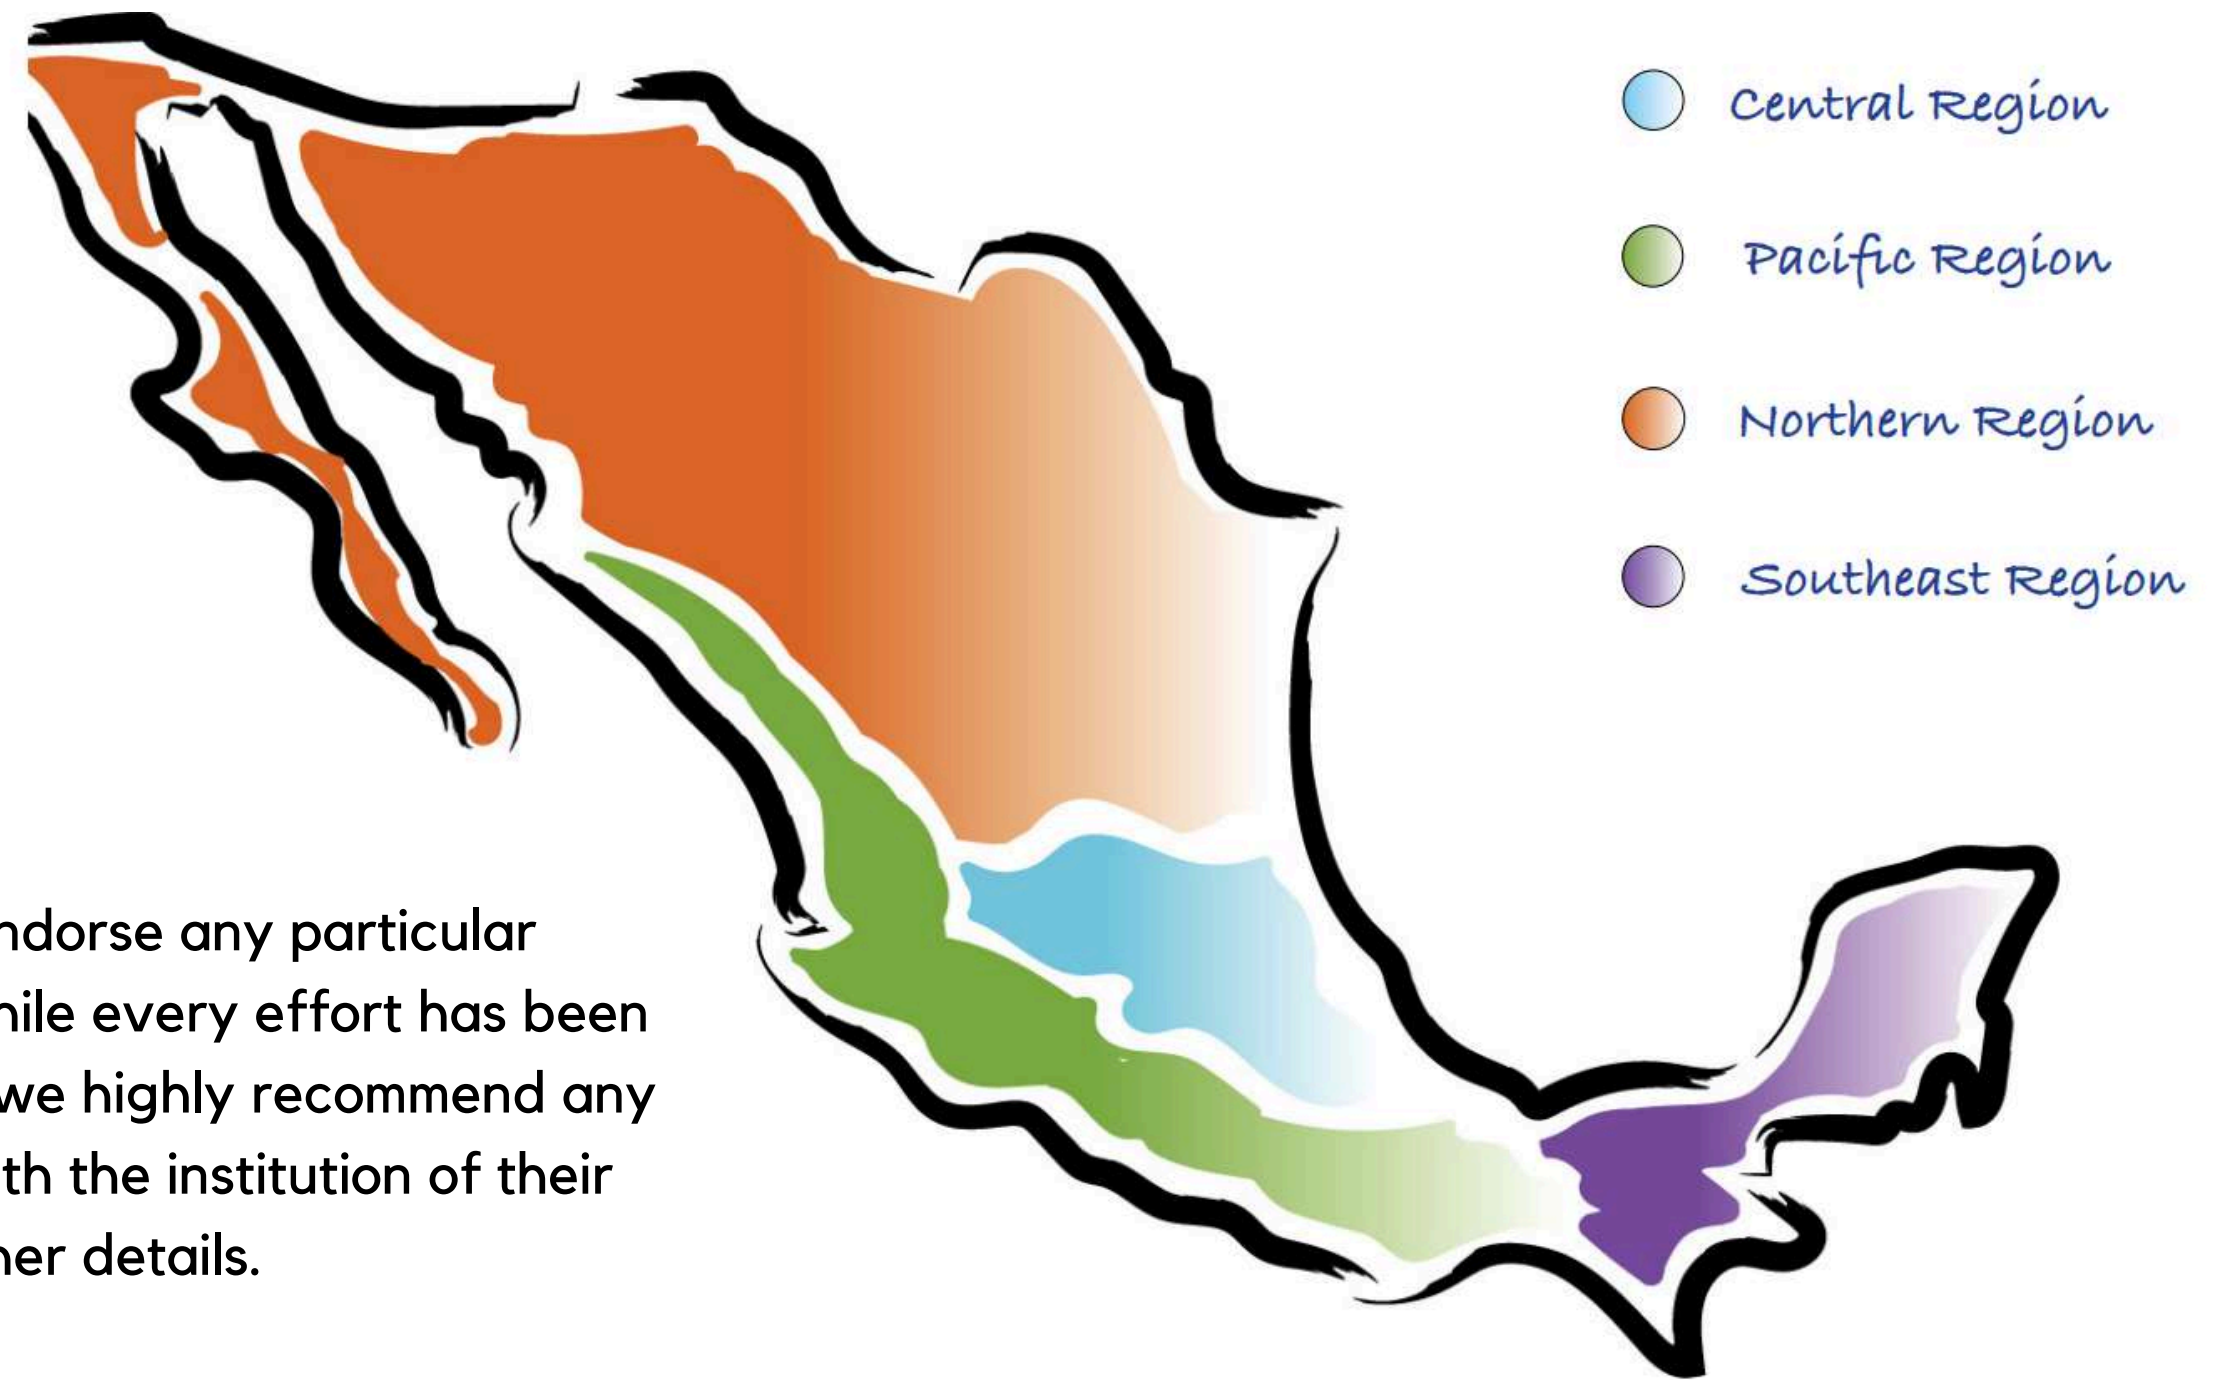 Central Region
Pacific Region
Northern Region
Southeast Region
ndorse any particular
hile every effort has been
we highly recommend any
th the institution of their
her details.